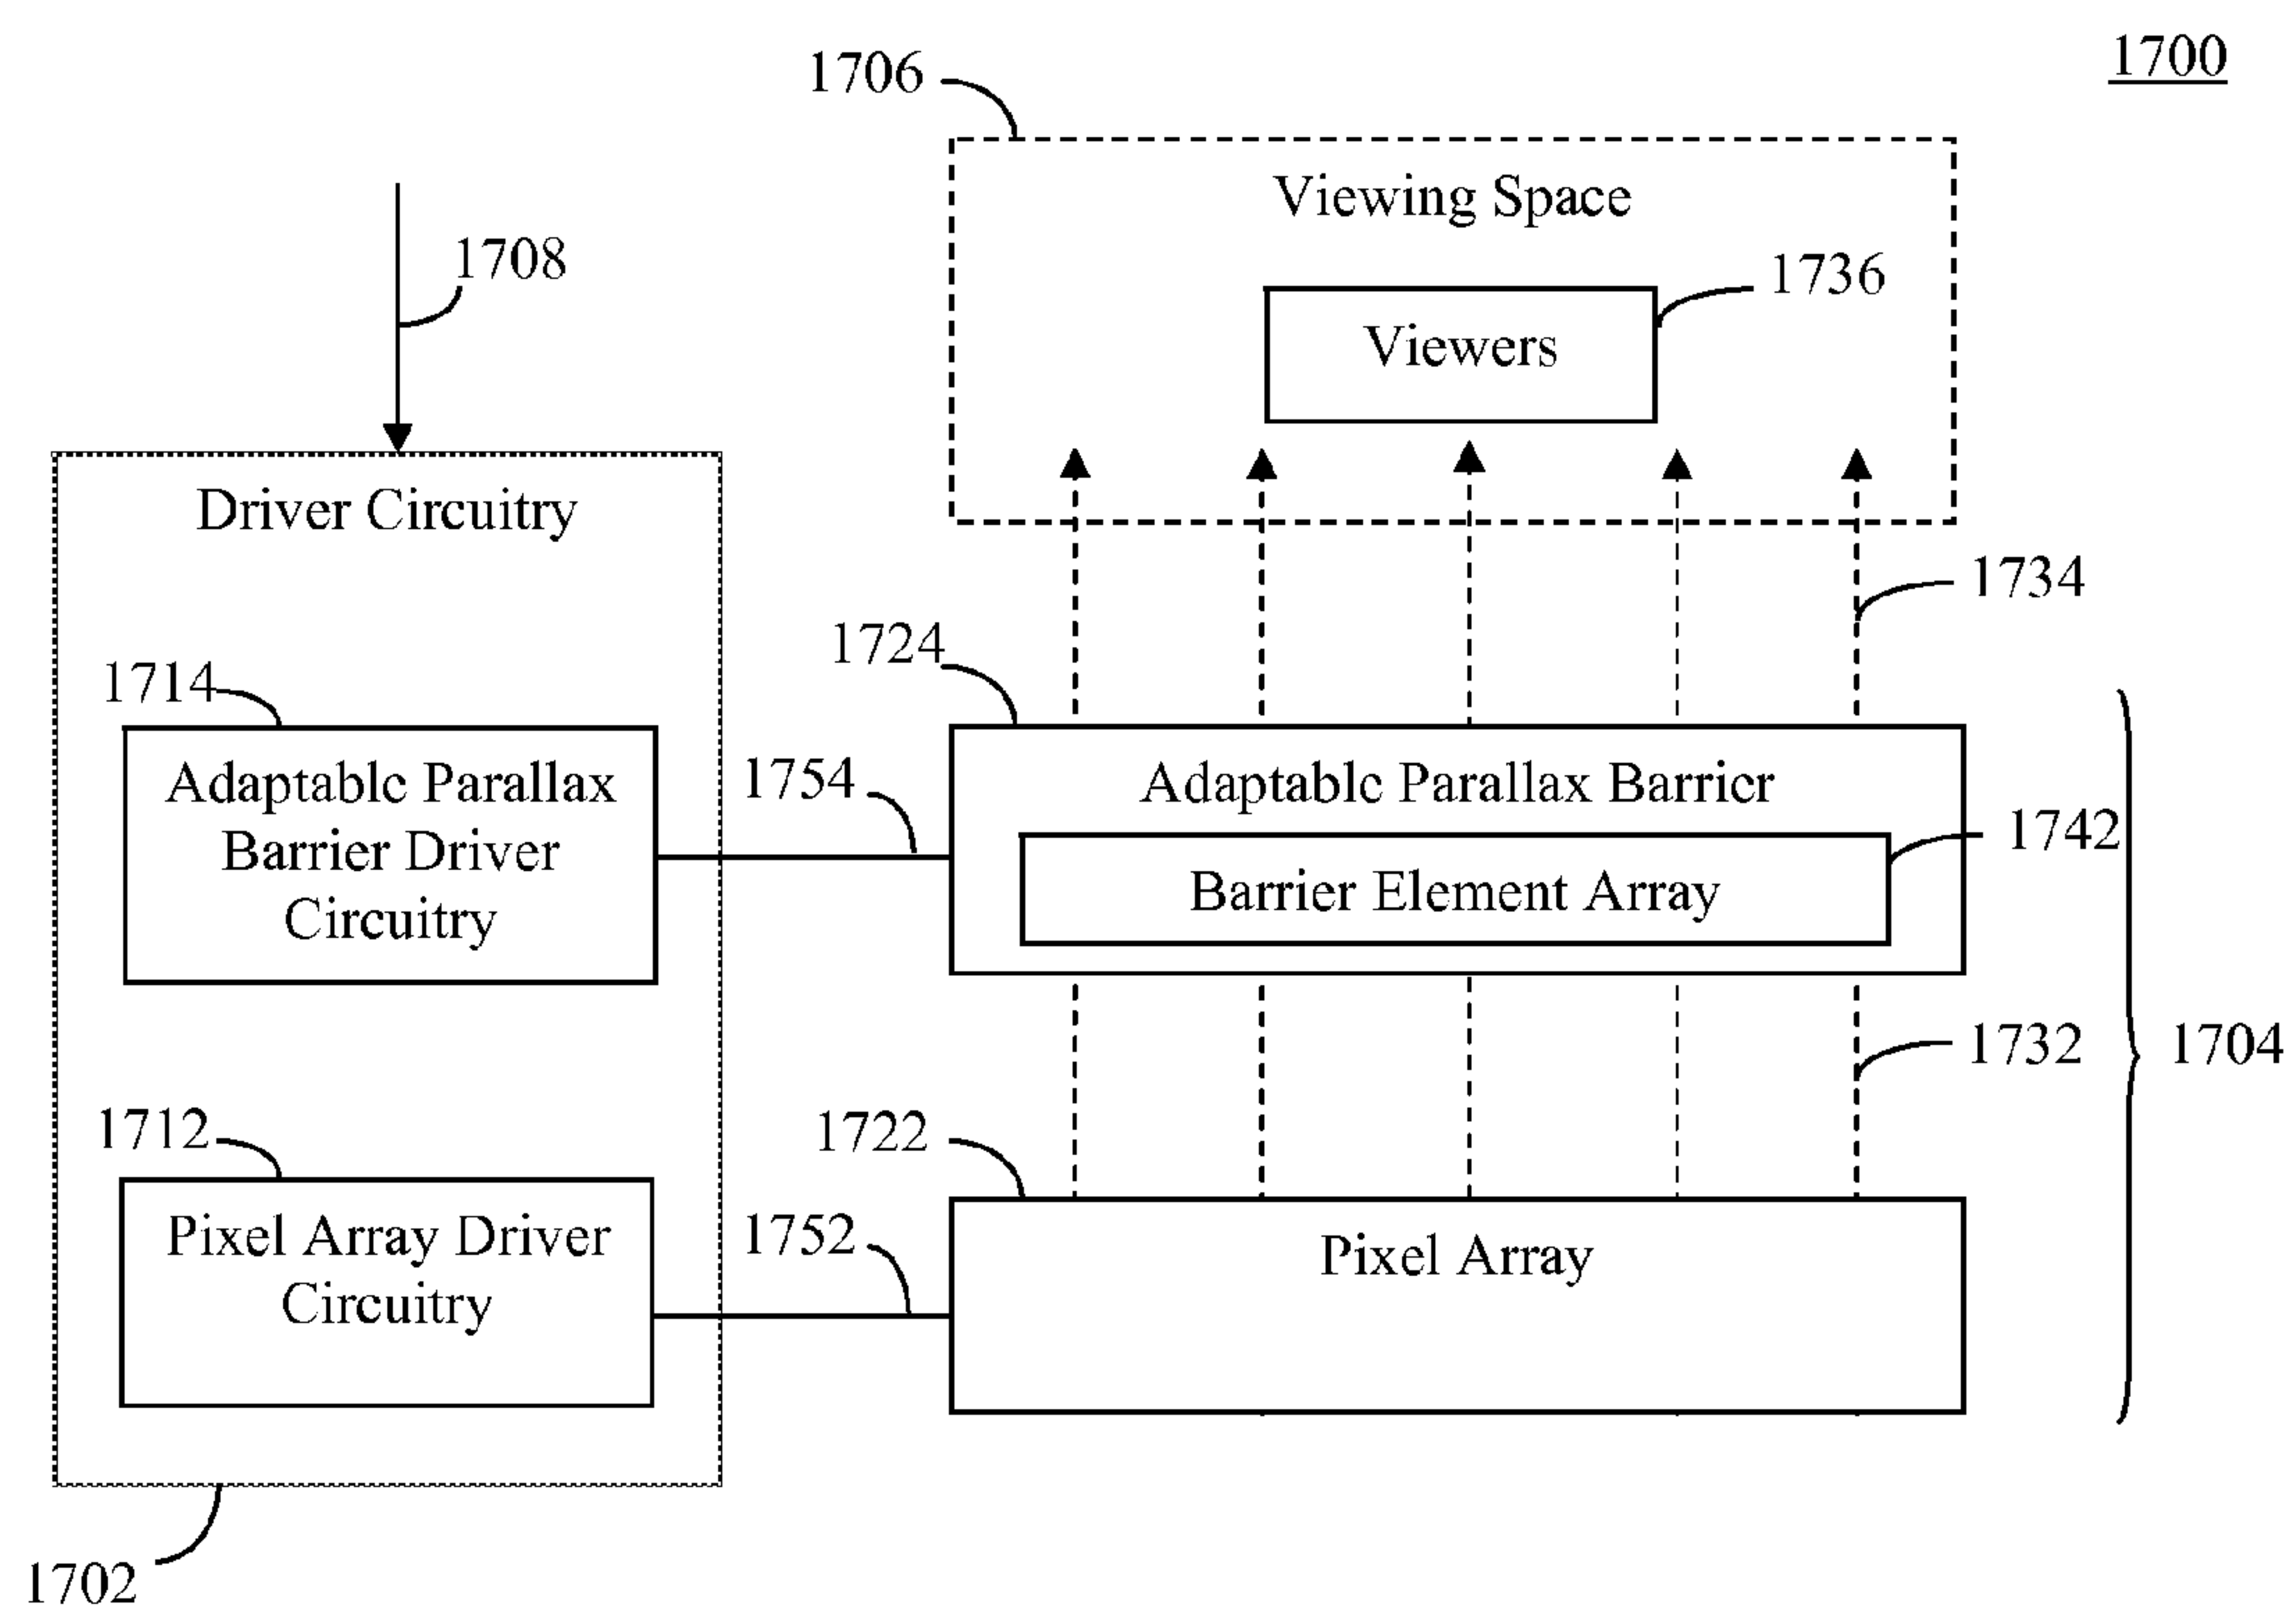 1700
1706
Viewing Space
1708
1736
Viewers
Driver Circuitry
1734
1724
1714
Adaptable Parallax
Barrier Driver
Circuitry
1754
Adaptable Parallax Barrier
1742
Barrier Element Array
1732
1704
1712
1722
Pixel Array Driver
Circuitry
1752
Pixel Array
1702